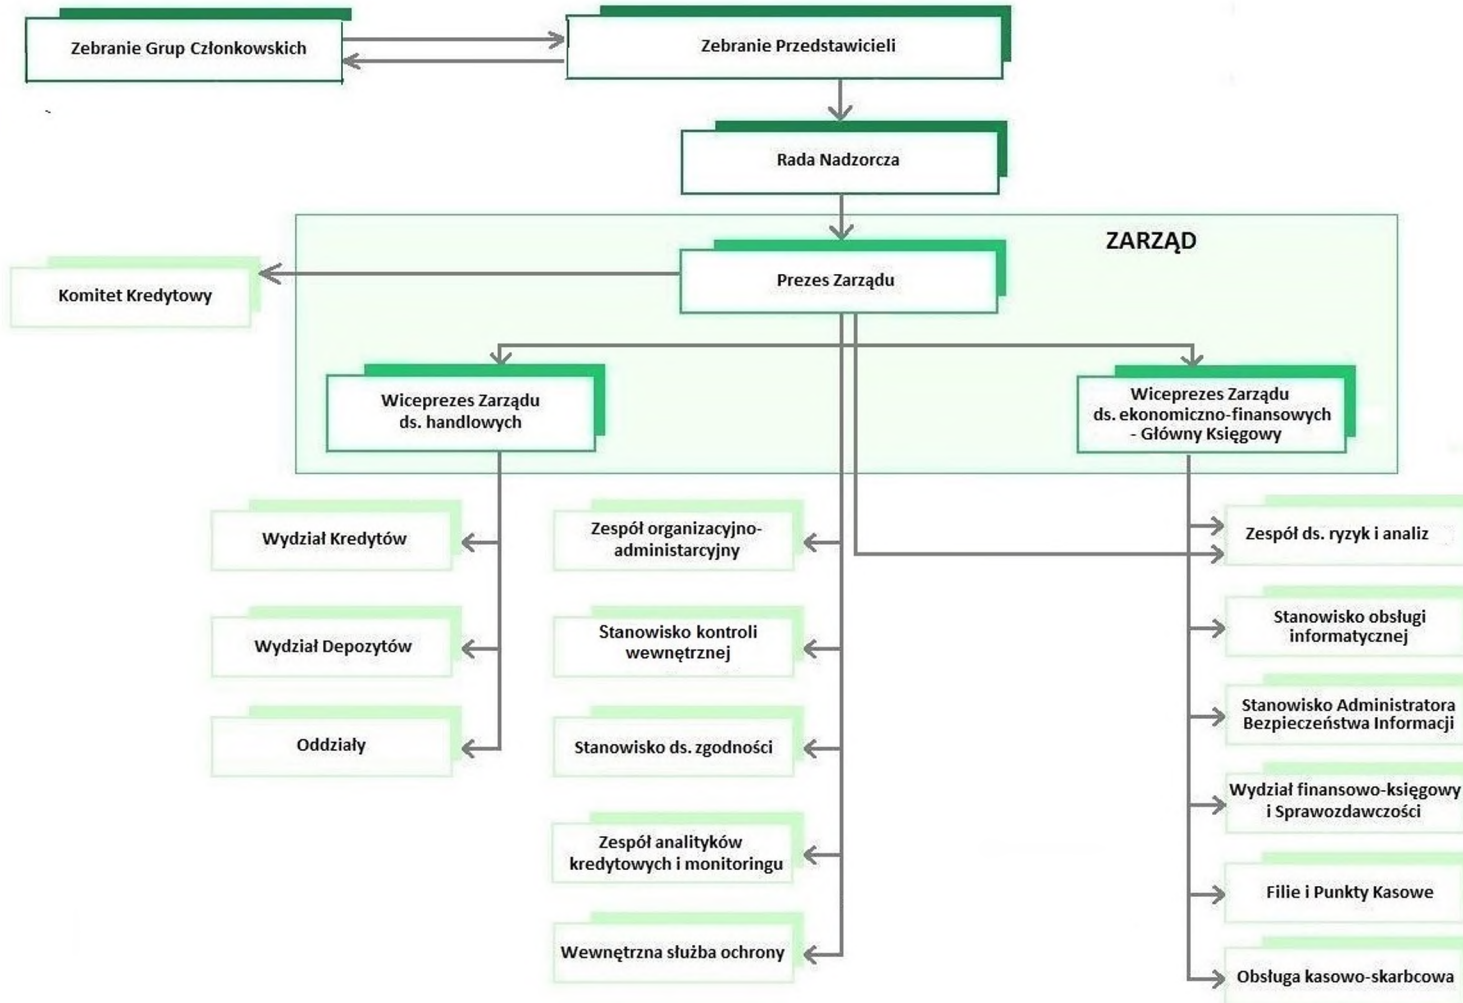 Zebranie Grup Członkowskich
Zebranie Przedstawicieli
Rada Nadzorcza
ZARZĄD
Prezes Zarządu
Komitet Kredytowy
Wiceprezes Zarządu
ds. handlowych
Wiceprezes Zarządu
ds. ekonomiczno-finansowych
- Główny Księgowy
Wydział Kredytów
Wydział Depozytów
Oddziały
Zespół organizacyjno-
administarcyjny
Stanowisko kontroli
wewnętrznej
Stanowisko ds. zgodności
Zespół analityków
kredytowych i monitoringu
Wewnętrzna służba ochrony
Zespół ds. ryzyk i analiz
Stanowisko obsługi
informatycznej
Stanowisko Administratora
Bezpieczeństwa Informacji
Wydział finansowo-księgowy
i Sprawozdawczości
Filie i Punkty Kasowe
Obsługa kasowo-skarbcowa